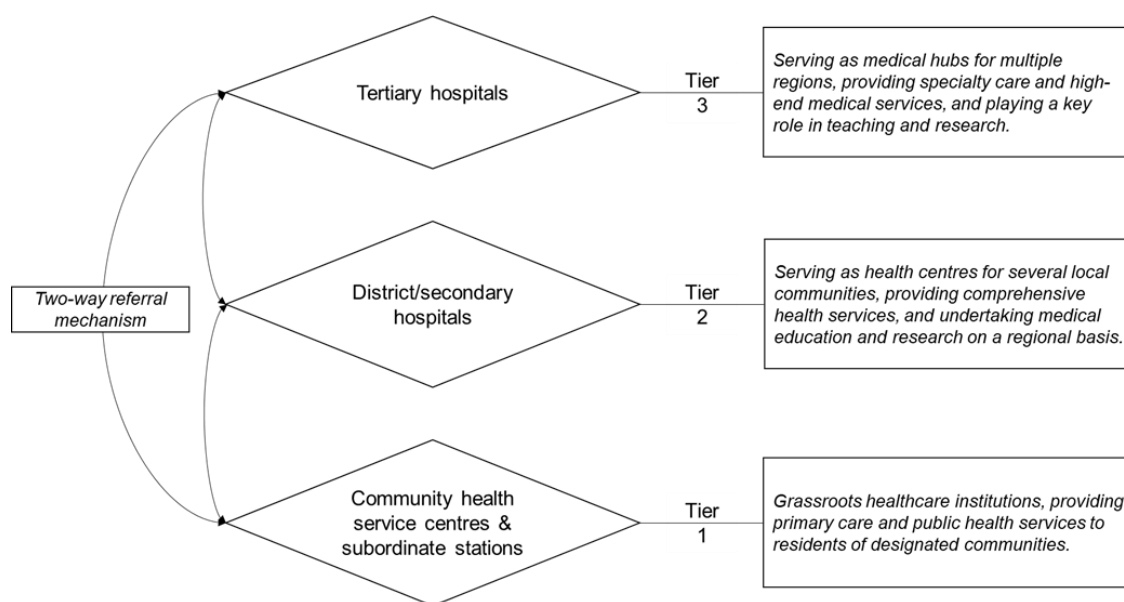 Tertiary hospitals
Tier
3
Serving as medical hubs for multiple
regions, providing specialty care and high-
end medical services, and playing a key
role in teaching and research.
Two-way referral
mechanism
District/secondary
hospitals
Tier
2
Serving as health centres for several local
communities, providing comprehensive
health services, and undertaking medical
education and research on a regional basis.
Community health
service centres &
subordinate stations
Tier
1
Grassroots healthcare institutions, providing
primary care and public health services to
residents of designated communities.